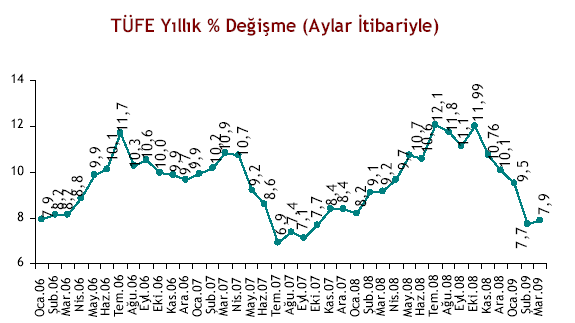 TÜFE Yıllık % Değişme (Aylar İtibariyle)
14
12
10
8
6
7,9
8,2
8,2
8,8
9,9
10,1
11,7
10,3
10,6
10,0
9,9
9,7
9,9
10,2
10,9
10,7
9,2
8,6
6,9
7,4
7,1
7,7
8,4
8,4
8,2
9,1
9,2
9,7
10,7
10,6
12,1
11,8
11,1
11,99
10,76
10,1
9,5
7,7
7,9
Oca.06
Şub.06
Mar.06
Nis.06
May.06
Haz.06
Tem.06
Ağu.06
Eyl.06
Eki.06
Kas.06
Ara.06
Oca.07
Şub.07
Mar.07
Nis.07
May.07
Haz.07
Tem.07
Ağu.07
Eyl.07
Eki.07
Kas.07
Ara.07
Oca.08
Şub.08
Mar.08
Nis.08
May.08
Haz.08
Tem.08
Ağu.08
Eyl.08
Eki.08
Kas.08
Ara.08
Oca.09
Şub.09
Mar.09